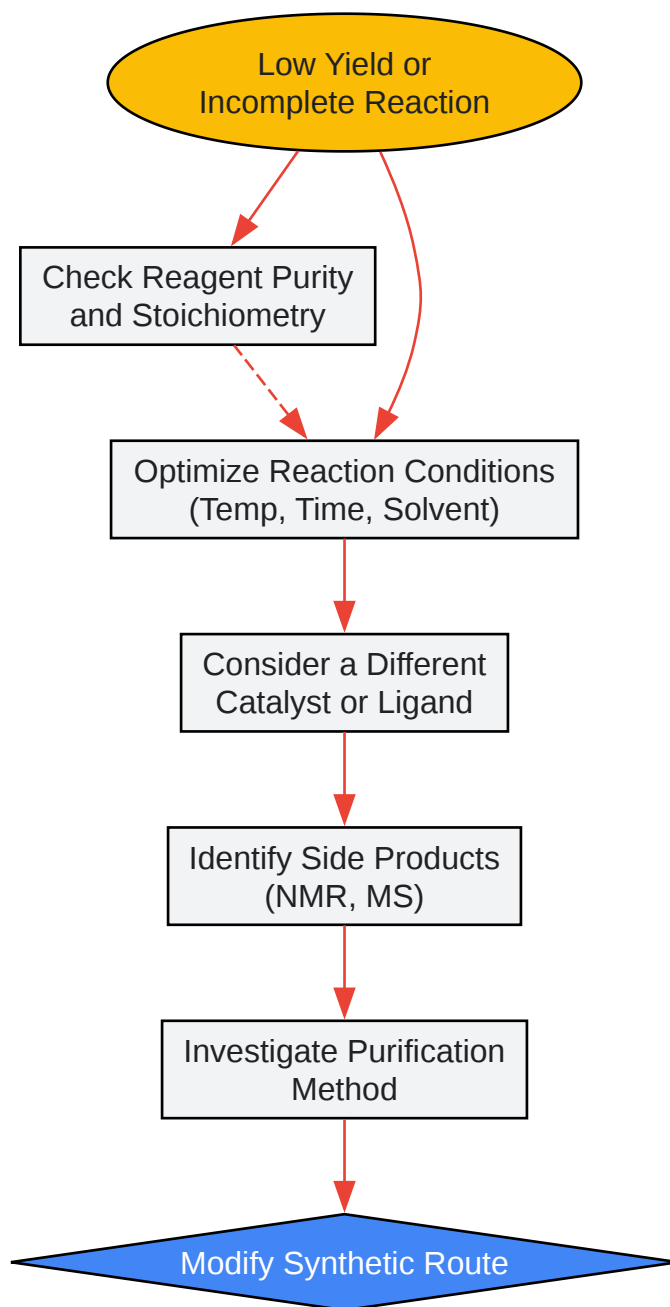 Low Yield or
Incomplete Reaction
Check Reagent Purity
and Stoichiometry
Optimize Reaction Conditions
(Temp, Time, Solvent)
Consider a Different
Catalyst or Ligand
Identify Side Products
(NMR, MS)
Investigate Purification
Method
Modify Synthetic Route